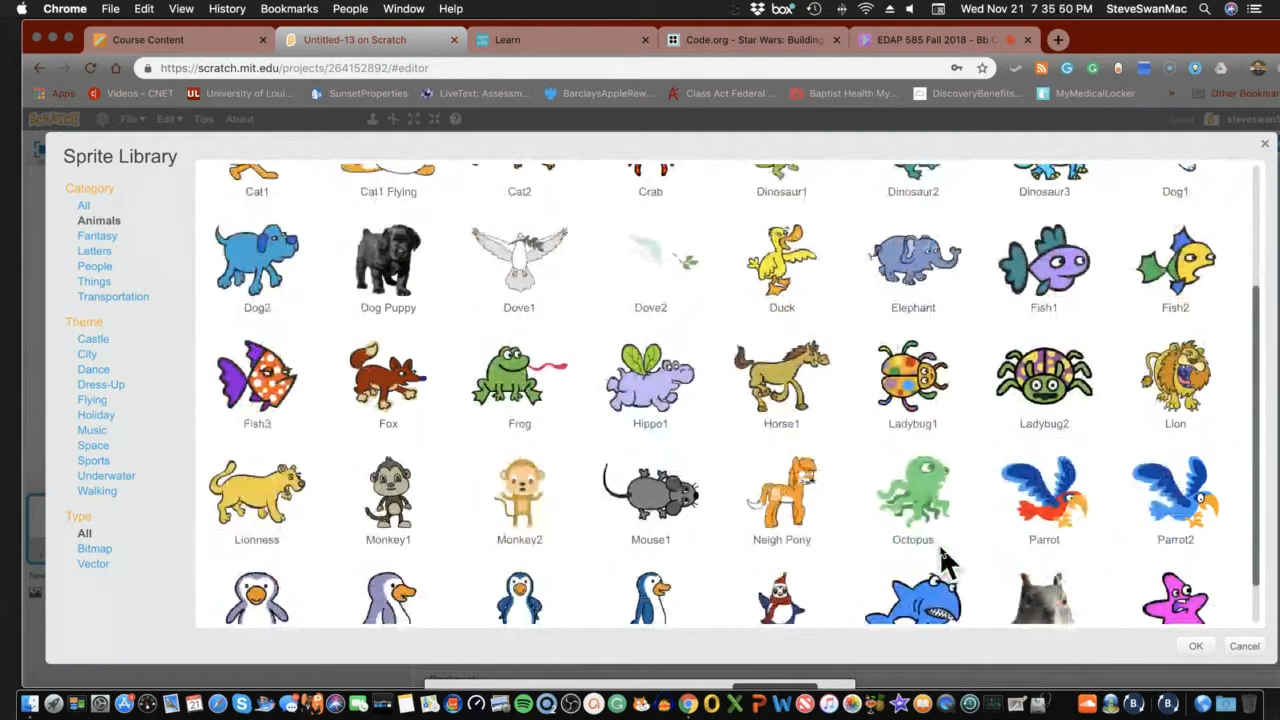 Chrome File Edit View History Bookmarks People Window Help box Wed Nov 21 7 35 50 PM SteveSwanMac
Course Content × Untitled-13 on Scratch × Learn × Code.org - Star Wars: Building × EDAP 585 Fall 2018 - Bb C ×
https://scratch.mit.edu/projects/264152892/#editor
Apps Videos - CNET University of Loui... SunsetProperties LiveText: Assessm... BarclaysAppleRew... Class Act Federal ... Baptist Health My... DiscoveryBenefits... MyMedicalLocker » Other Bookmar
SCRATCH File Edit Tips About Saved
Sprite Library
Category
All
Animals
Fantasy
Letters
People
Things
Transportation
Theme
Castle
City
Dance
Dress-Up
Flying
Holiday
Music
Space
Sports
Underwater
Walking
Type
All
Bitmap
Vector
Cat1 Cat1 Flying Cat2 Crab Dinosaur1 Dinosaur2 Dinosaur3 Dog1
Dog2 Dog Puppy Dove1 Dove2 Duck Elephant Fish1 Fish2
Fish3 Fox Frog Hippo1 Horse1 Ladybug1 Ladybug2 Lion
Lionness Monkey1 Monkey2 Mouse1 Neigh Pony Octopus Parrot Parrot2
OK Cancel